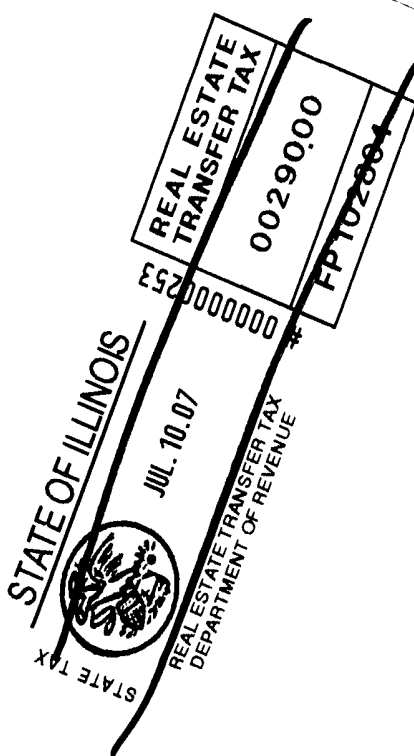 STATE TAX
STATE OF ILLINOIS
JUL. 10.07
REAL ESTATE TRANSFER TAX
DEPARTMENT OF REVENUE
# 0000000253
REAL ESTATE
TRANSFER TAX
0029000